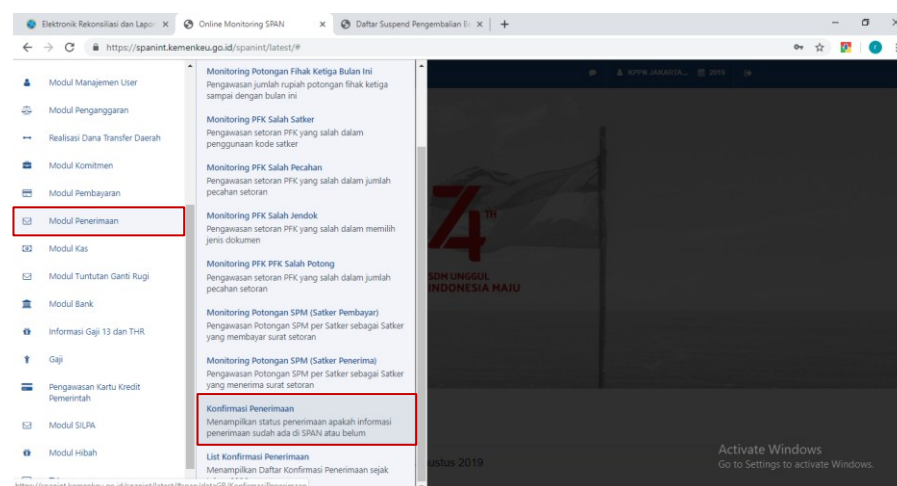 Elektronik Rekonsiliasi dan Lapor
Online Monitoring SPAN
Daftar Suspend Pengembalian B
https://spanint.kemenkeu.go.id/spanint/latest/#
KPPN JAKARTA... 2019
Modul Manajemen User
Modul Penganggaran
Realisasi Dana Transfer Daerah
Modul Komitmen
Modul Pembayaran
Modul Penerimaan
Modul Kas
Modul Tuntutan Ganti Rugi
Modul Bank
Informasi Gaji 13 dan THR
Gaji
Pengawasan Kartu Kredit
Pemerintah
Modul SILPA
Modul Hibah
Monitoring Potongan Fihak Ketiga Bulan Ini
Pengawasan jumlah rupiah potongan fihak ketiga
sampai dengan bulan ini
Monitoring PFK Salah Satker
Pengawasan setoran PFK yang salah dalam
penggunaan kode satker
Monitoring PFK Salah Pecahan
Pengawasan setoran PFK yang salah dalam jumlah
pecahan setoran
Monitoring PFK Salah Jendok
Pengawasan setoran PFK yang salah dalam memilih
jenis dokumen
Monitoring PFK PFK Salah Potong
Pengawasan setoran PFK yang salah dalam jumlah
pecahan setoran
Monitoring Potongan SPM (Satker Pembayar)
Pengawasan Potongan SPM per Satker sebagai Satker
yang membayar surat setoran
Monitoring Potongan SPM (Satker Penerima)
Pengawasan Potongan SPM per Satker sebagai Satker
yang menerima surat setoran
Konfirmasi Penerimaan
Menampilkan status penerimaan apakah informasi
penerimaan sudah ada di SPAN atau belum
List Konfirmasi Penerimaan
Menampilkan Daftar Konfirmasi Penerimaan sejak
74TH
SDM UNGGUL
INDONESIA MAJU
ustus 2019
Activate Windows
Go to Settings to activate Windows.